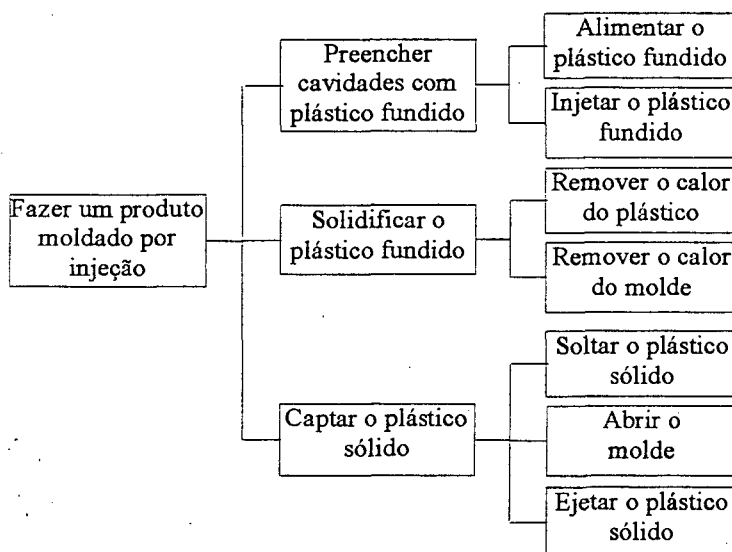 Fazer um produto
moldado por
injeção
Preencher
cavidades com
plástico fundido
Alimentar o
plástico fundido
Injetar o plástico
fundido
Solidificar o
plástico fundido
Remover o calor
do plástico
Remover o calor
do molde
Captar o plástico
sólido
Soltar o plástico
sólido
Abrir o
molde
Ejetar o plástico
sólido